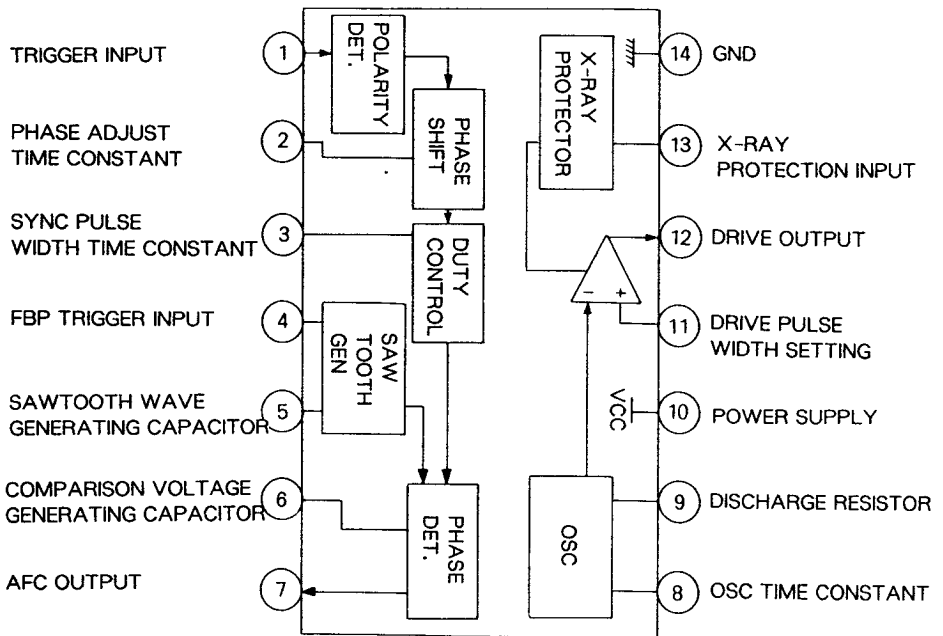 TRIGGER INPUT
1
POLARITY
DET.
PHASE ADJUST
TIME CONSTANT
2
PHASE
SHIFT
SYNC PULSE
WIDTH TIME CONSTANT
3
DUTY
CONTROL
FBP TRIGGER INPUT
4
SAW
TOOTH
GEN
SAWTOOTH WAVE
GENERATING CAPACITOR
5
COMPARISON VOLTAGE
GENERATING CAPACITOR
6
PHASE
DET.
AFC OUTPUT
7
X-RAY
PROTECTOR
14
GND
13
X-RAY
PROTECTION INPUT
12
DRIVE OUTPUT
- +
11
DRIVE PULSE
WIDTH SETTING
VCC
10
POWER SUPPLY
9
DISCHARGE RESISTOR
OSC
8
OSC TIME CONSTANT